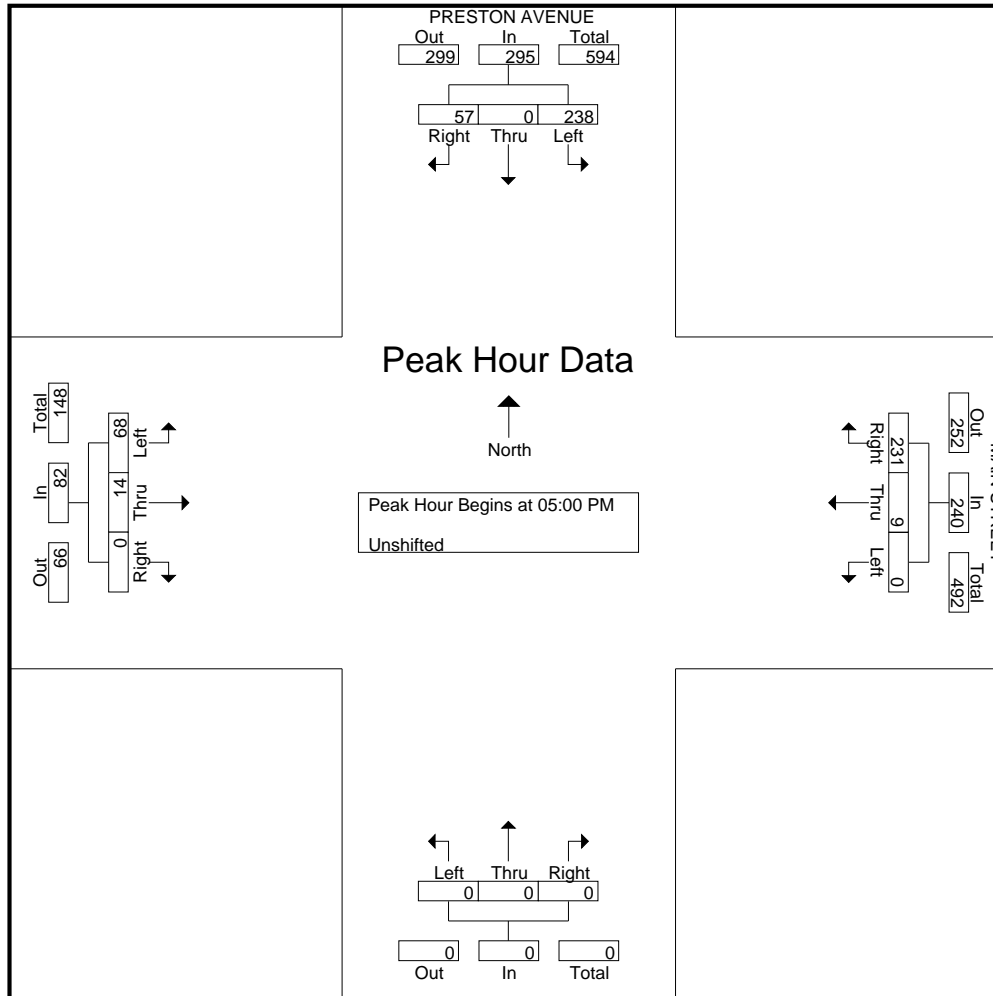 PRESTON AVENUE
Out In Total
299 295 594
57 0 238
Right Thru Left
Peak Hour Data
North
Peak Hour Begins at 05:00 PM
Unshifted
Total In Out
148 82 66
68 14 0
Left Thru Right
Out In Total
252 240 492
231 9 0
Right Thru Left
Left Thru Right
0 0 0
0 0 0
Out In Total